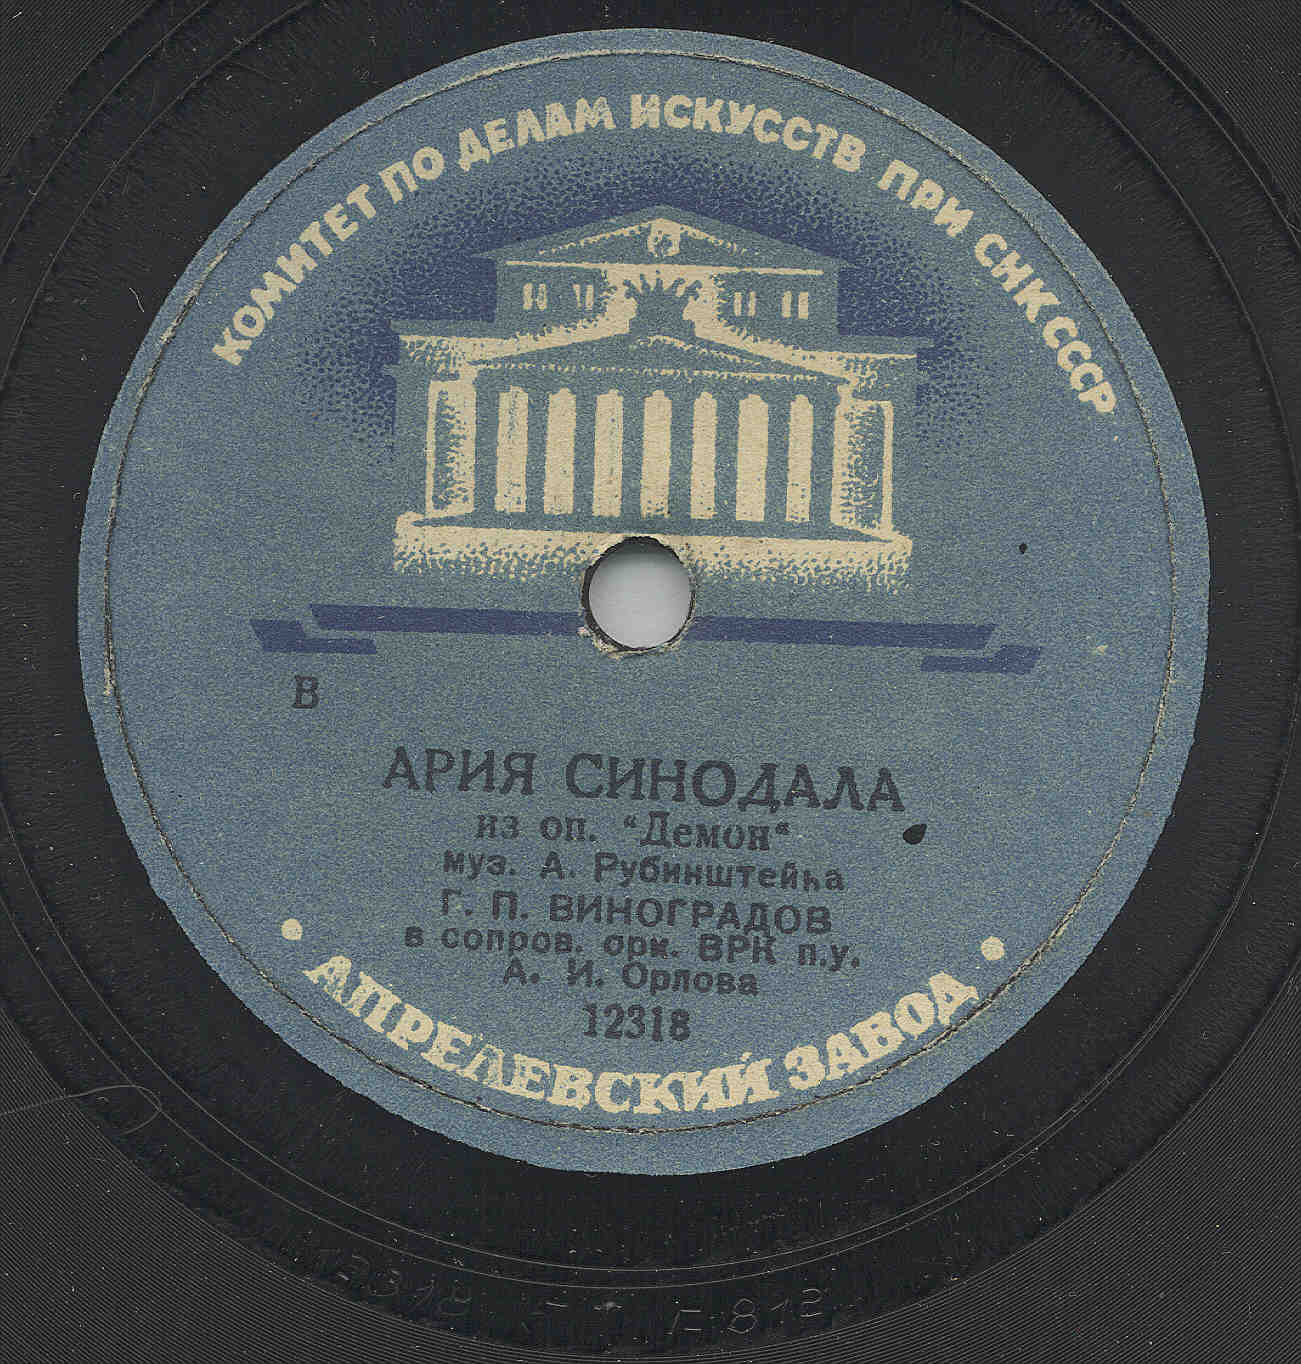 КОМИТЕТ ПО ДЕЛАМ ИСКУССТВ ПРИ СНК СССР
В
АРИЯ СИНОДАЛА
из оп. “Демон“
муз. А. Рубинштейна
Г. П. ВИНОГРАДОВ
в сопров. орк. ВРК п.у.
А. И. Орлова
12318
• АПРЕЛЕВСКИЙ ЗАВОД •
12318